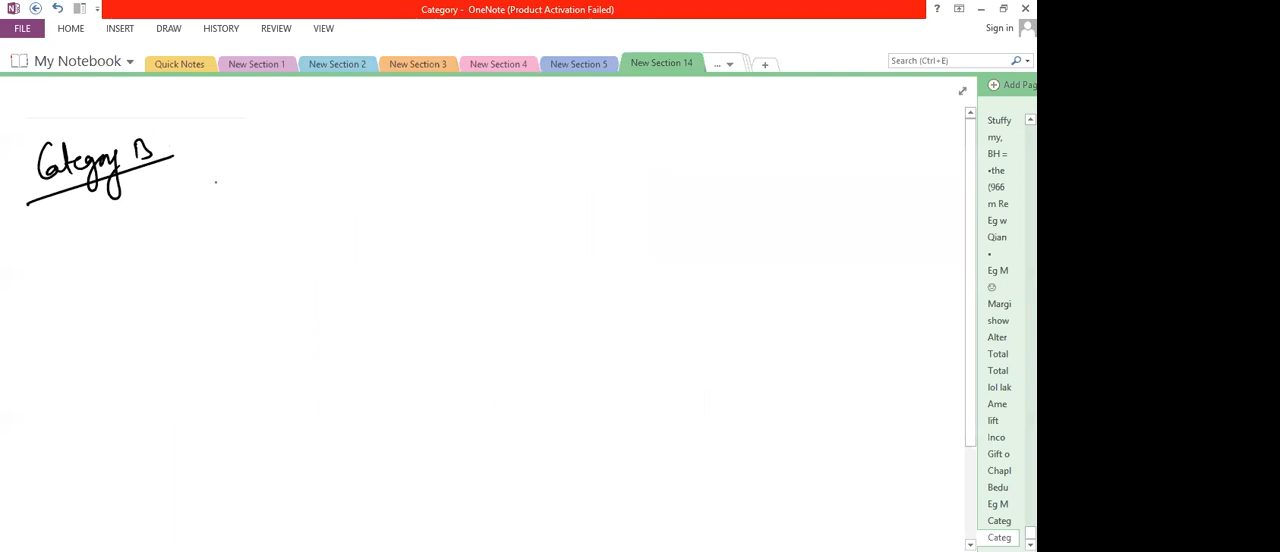 Category - OneNote (Product Activation Failed)
?
Sign in
FILE HOME INSERT DRAW HISTORY REVIEW VIEW
My Notebook
Quick Notes New Section 1 New Section 2 New Section 3 New Section 4 New Section 5 New Section 14 ... +
Search (Ctrl+E)
Add Pag
Category B
Stuffy
my,
BH =
•the
(966
m Re
Eg w
Qian
•
Eg M
☺
Margi
show
Alter
Total
Total
lol lak
Ame
lift
Inco
Gift o
Chapl
Bedu
Eg M
Categ
Categ